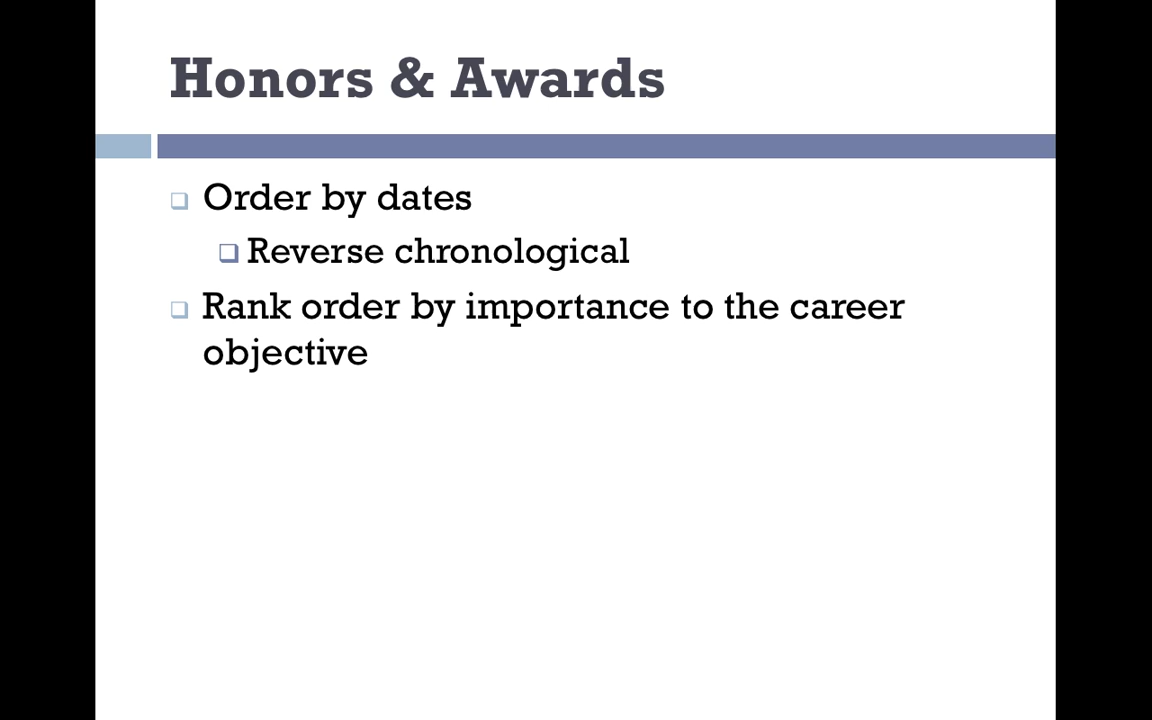 Honors & Awards
Order by dates
Reverse chronological
Rank order by importance to the career
objective